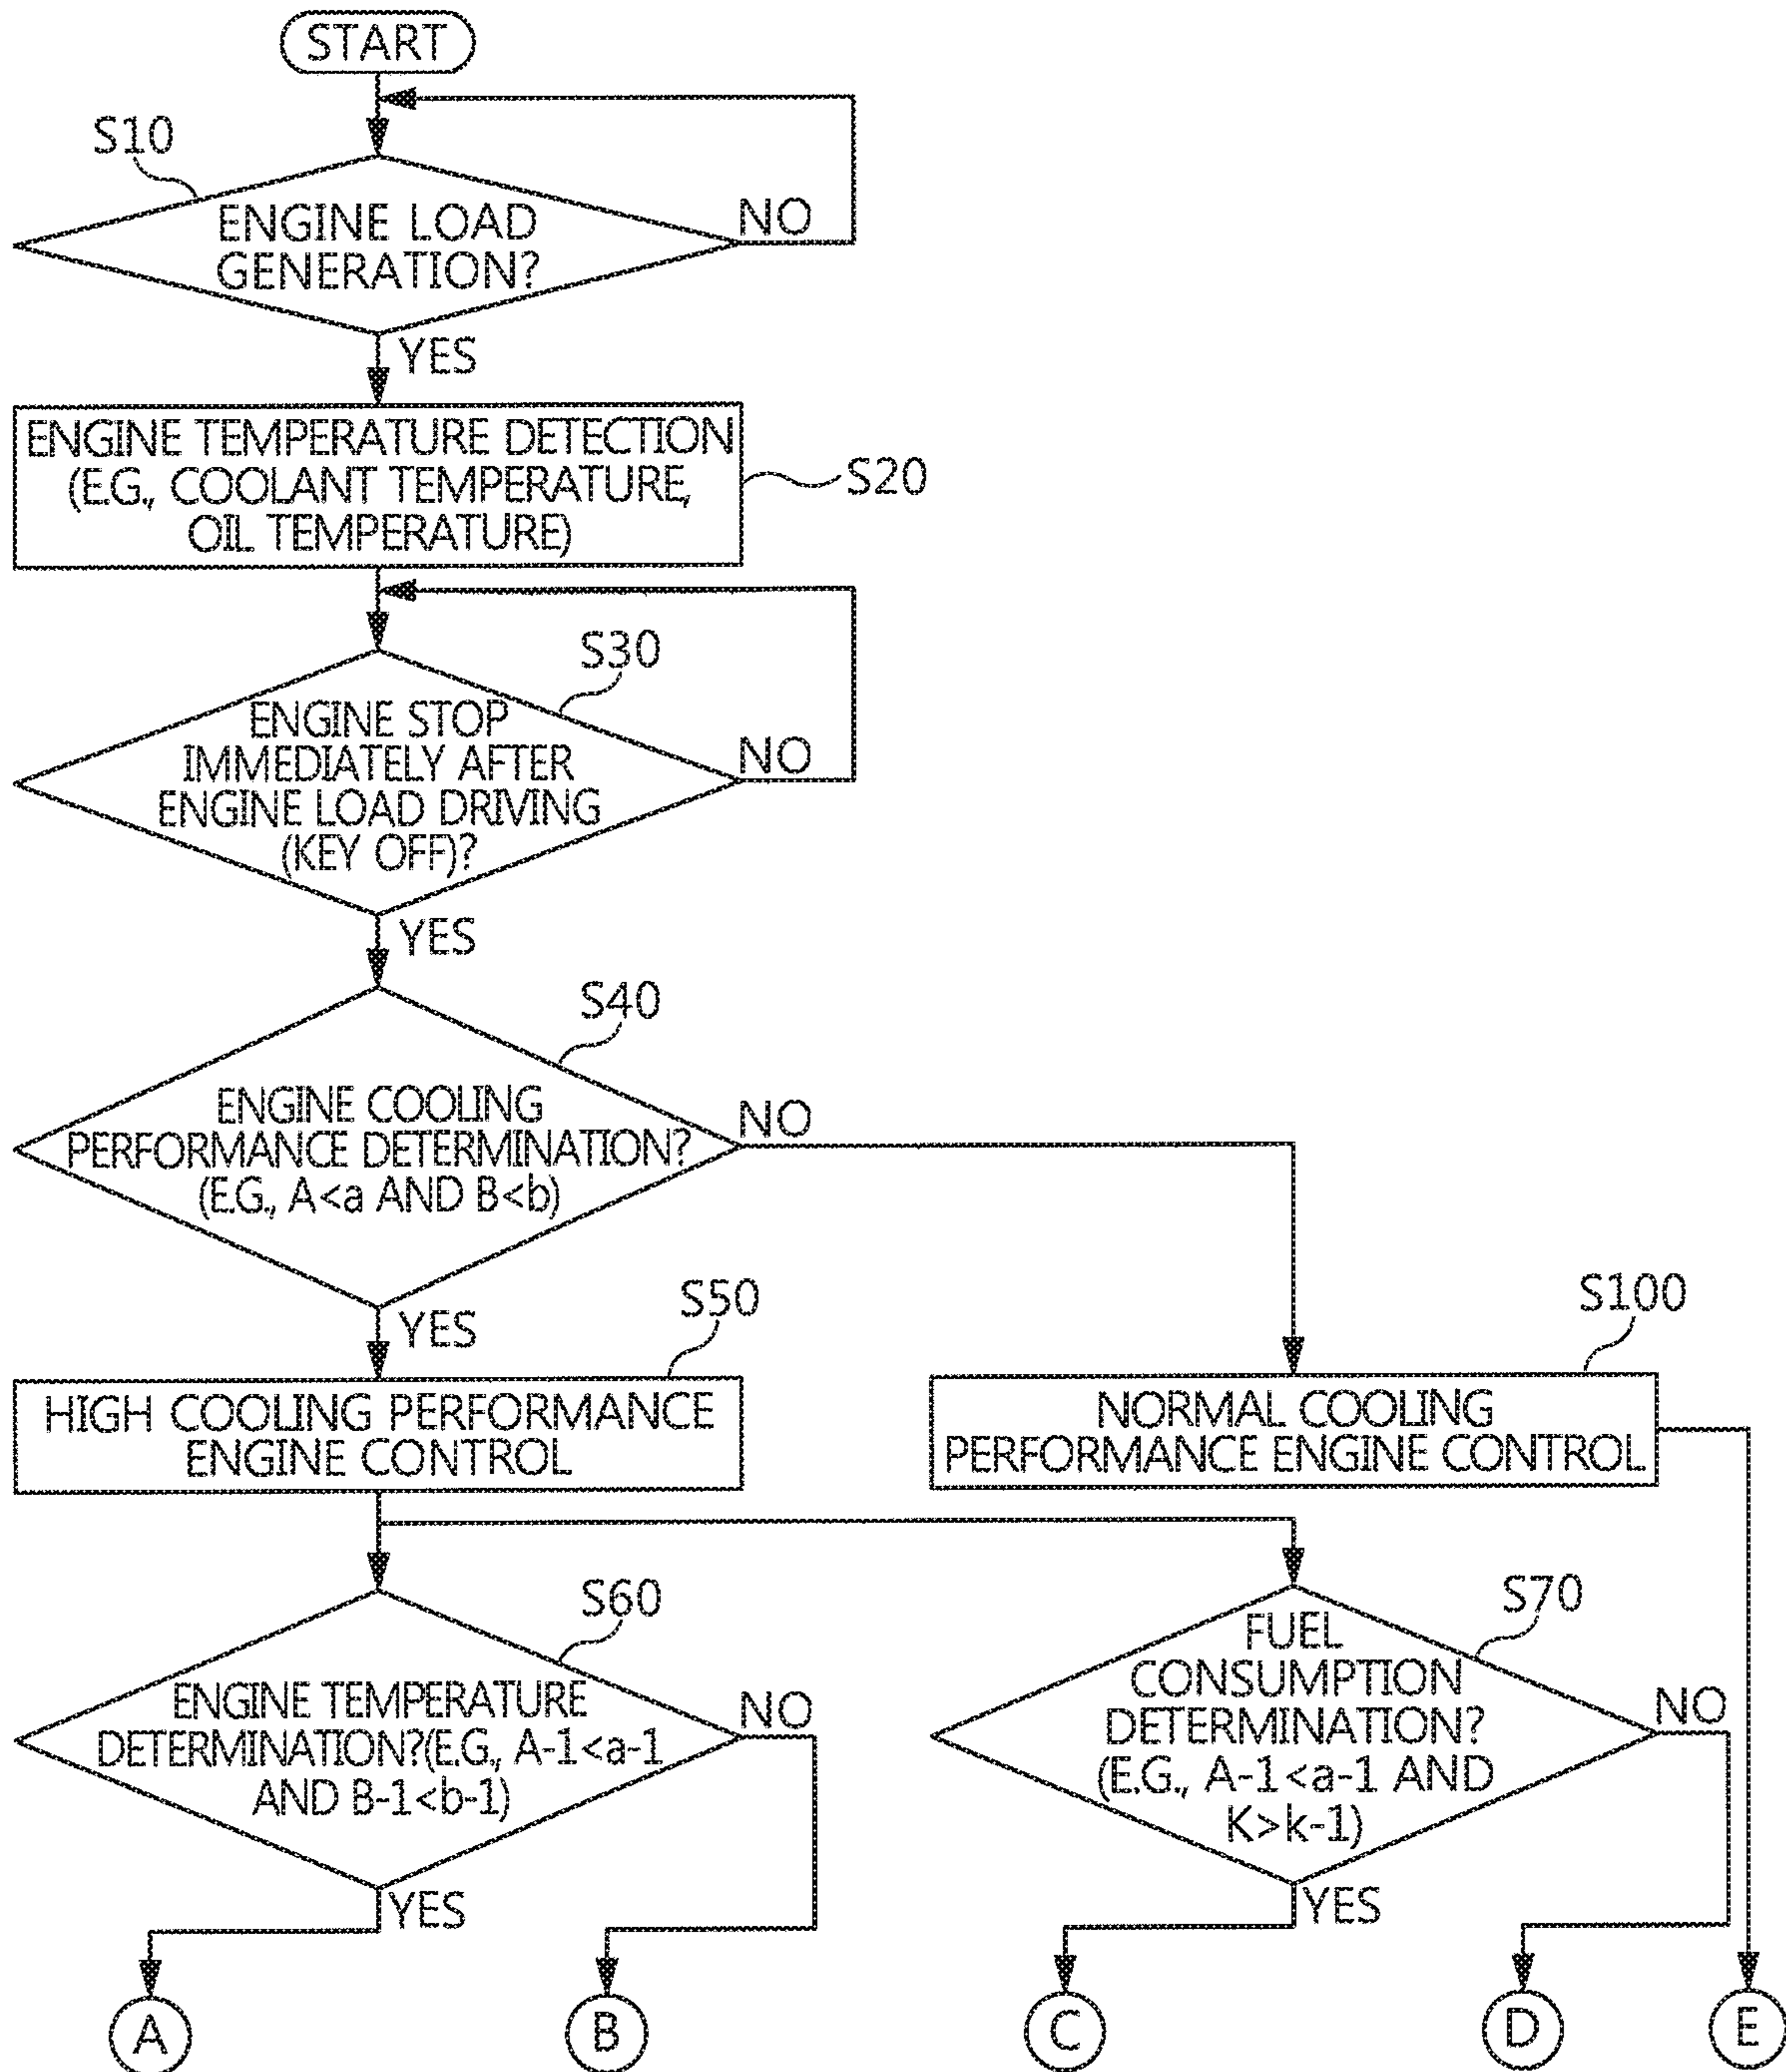 START
S10
ENGINE LOAD
GENERATION?
NO
YES
ENGINE TEMPERATURE DETECTION
(E.G., COOLANT TEMPERATURE,
OIL TEMPERATURE)
S20
S30
ENGINE STOP
IMMEDIATELY AFTER
ENGINE LOAD DRIVING
(KEY OFF)?
NO
YES
S40
ENGINE COOLING
PERFORMANCE DETERMINATION?
(E.G., A<a AND B<b)
NO
YES
S50
HIGH COOLING PERFORMANCE
ENGINE CONTROL
S100
NORMAL COOLING
PERFORMANCE ENGINE CONTROL
S60
ENGINE TEMPERATURE
DETERMINATION?(E.G., A-1<a-1
AND B-1<b-1)
NO
YES
S70
FUEL
CONSUMPTION
DETERMINATION?
(E.G., A-1<a-1 AND
K>k-1)
NO
YES
A
B
C
D
E